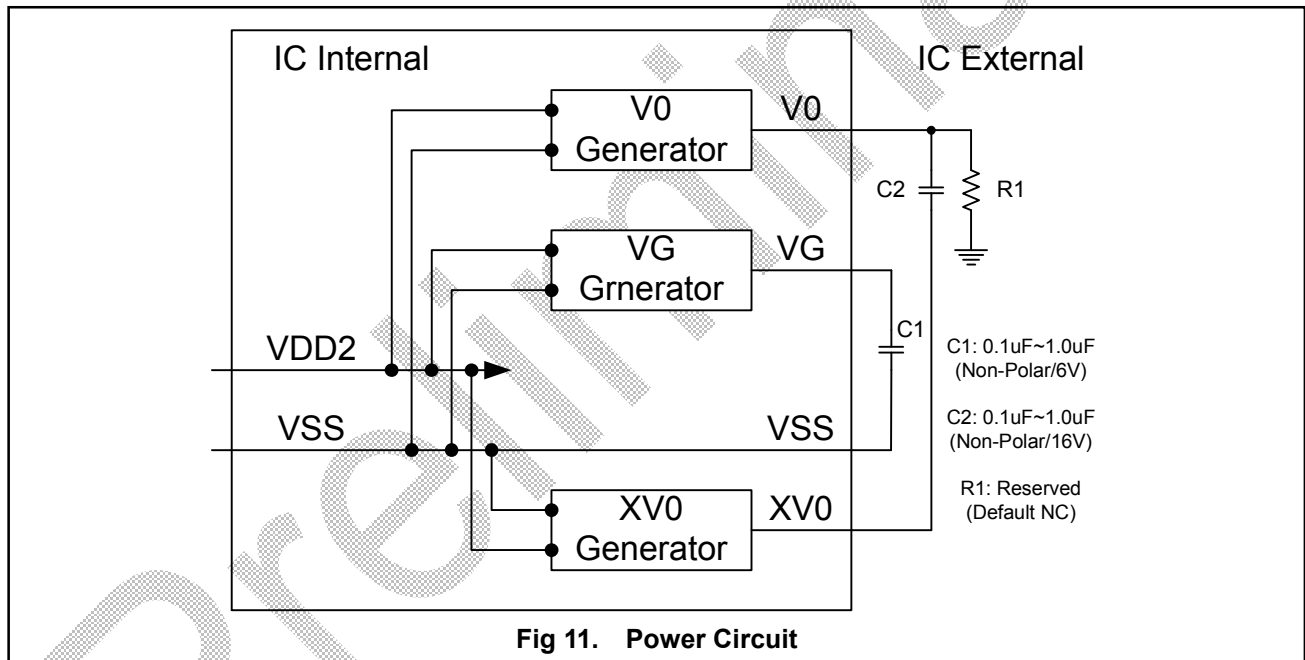 IC Internal
IC External
V0
Generator
V0
C2
R1
VG
Grnerator
VG
C1
VDD2
C1: 0.1uF~1.0uF
(Non-Polar/6V)
VSS
VSS
C2: 0.1uF~1.0uF
(Non-Polar/16V)
XV0
Generator
XV0
R1: Reserved
(Default NC)
Fig 11. Power Circuit
Preliminary